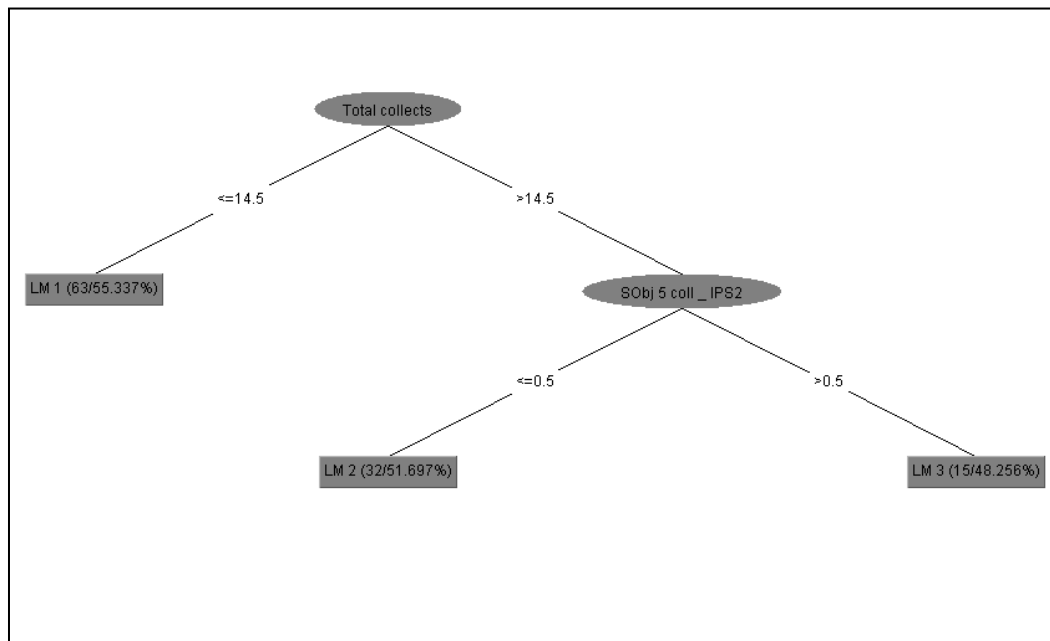 Total collects
<=14.5
>14.5
LM 1 (63/55.337%)
SObj 5 coll _ IPS2
<=0.5
>0.5
LM 2 (32/51.697%)
LM 3 (15/48.256%)